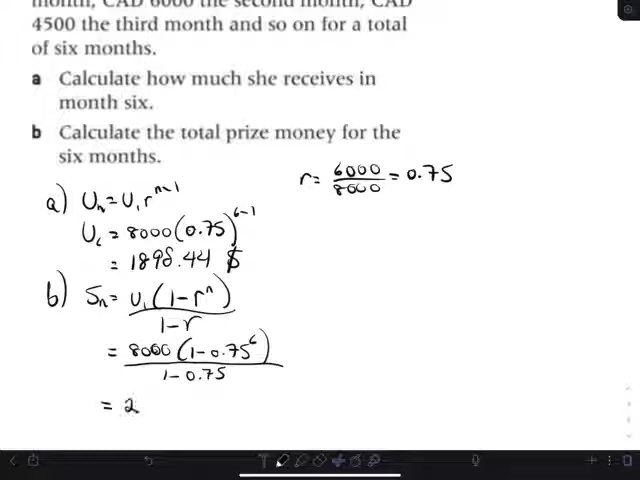 month, CAD 6000 the second month, CAD
4500 the third month and so on for a total
of six months.
a Calculate how much she receives in
month six.
b Calculate the total prize money for the
six months.
r = 6000/8000 = 0.75
a) Uₙ = U₁ rⁿ⁻¹
U₆ = 8000 (0.75)⁶⁻¹
= 1898.44 $
b) Sₙ = U₁ (1 - rⁿ) / 1 - r
= 8000 (1 - 0.75⁶) / 1 - 0.75
= 2